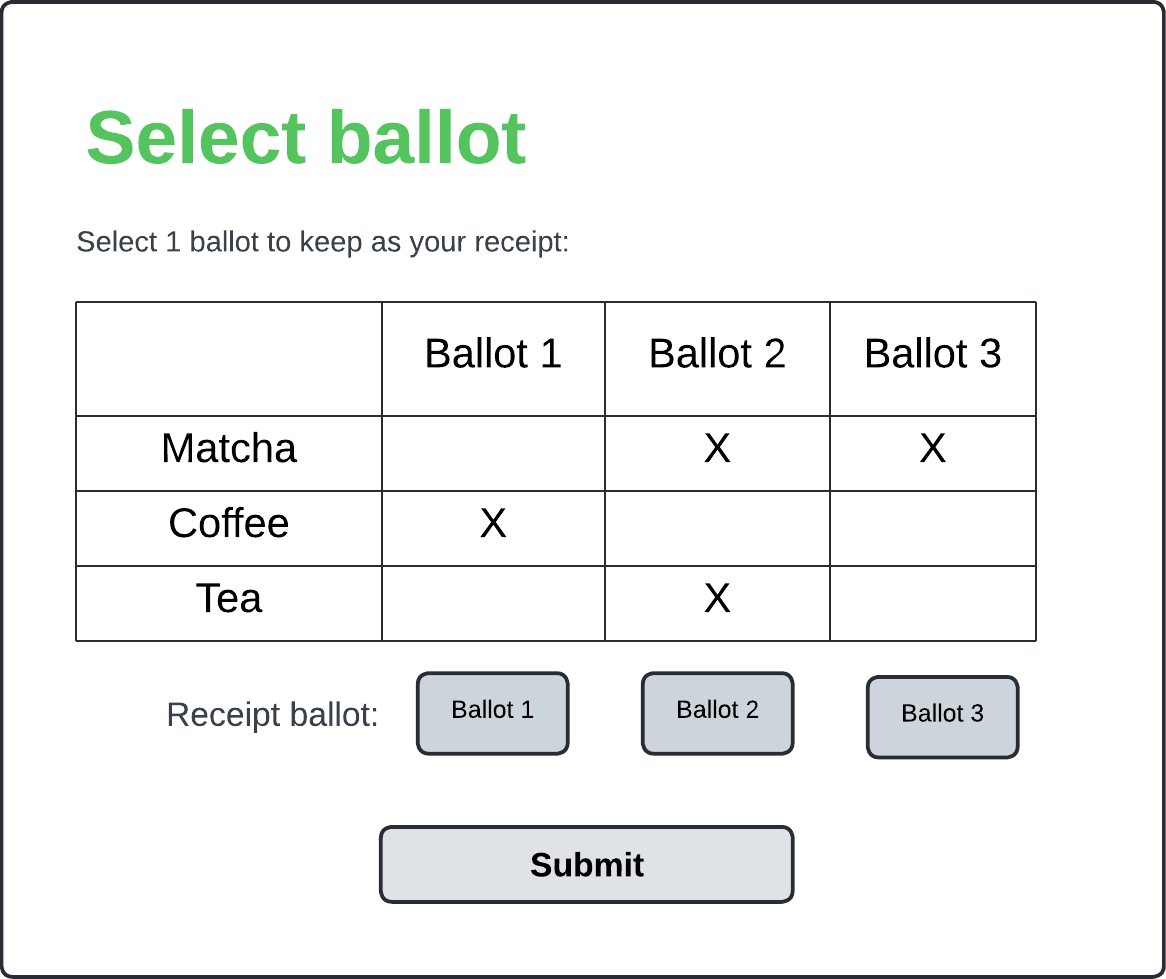 Select ballot
Select 1 ballot to keep as your receipt:
Ballot 1 Ballot 2 Ballot 3
Matcha X X
Coffee X
Tea X
Receipt ballot: Ballot 1 Ballot 2 Ballot 3
Submit